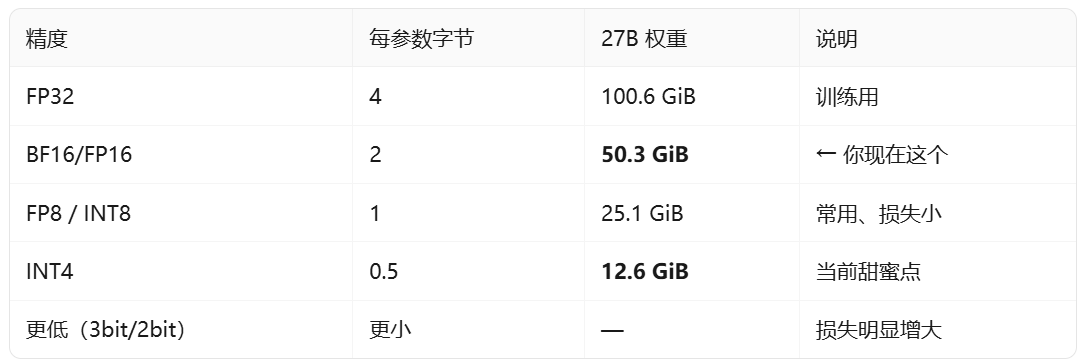 精度 每参数字节 27B 权重 说明
FP32 4 100.6 GiB 训练用
BF16/FP16 2 50.3 GiB ← 你现在这个
FP8 / INT8 1 25.1 GiB 常用、损失小
INT4 0.5 12.6 GiB 当前甜蜜点
更低（3bit/2bit） 更小 — 损失明显增大